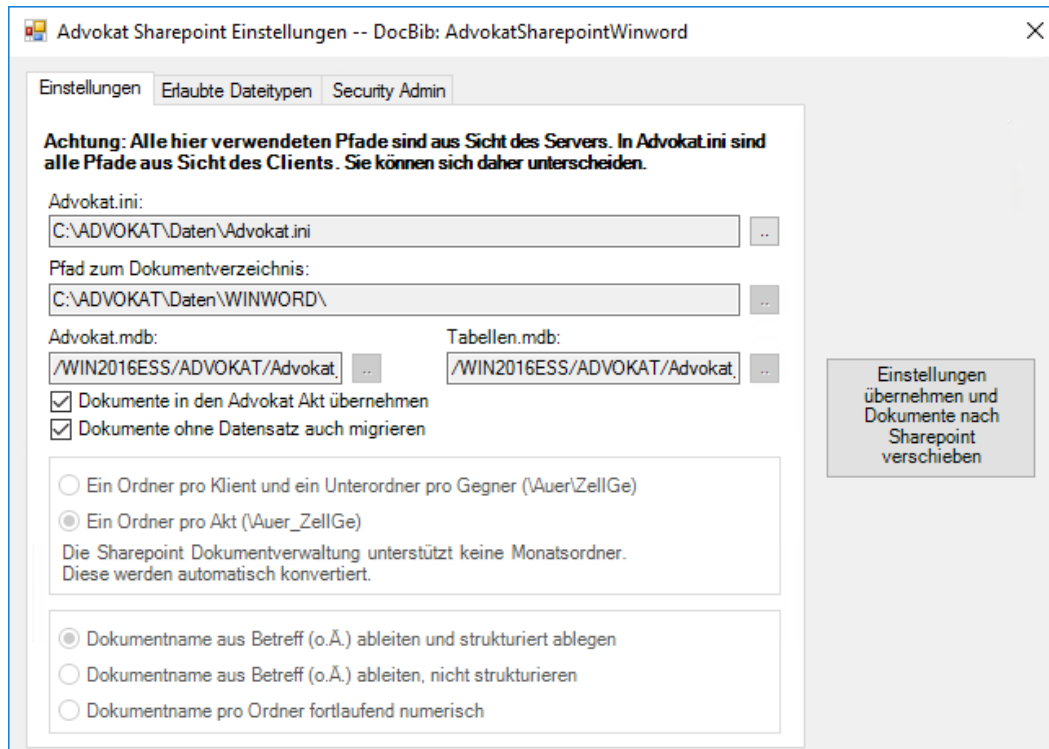 Advokat Sharepoint Einstellungen -- DocBib: AdvokatSharepointWinword
Einstellungen Erlaubte Dateitypen Security Admin
Achtung: Alle hier verwendeten Pfade sind aus Sicht des Servers. In Advokat.ini sind
alle Pfade aus Sicht des Clients. Sie können sich daher unterscheiden.
Advokat.ini:
C:\ADVOKAT\Daten\Advokat.ini ..
Pfad zum Dokumentverzeichnis:
C:\ADVOKAT\Daten\WINWORD\ ..
Advokat.mdb: Tabellen.mdb:
/WIN2016ESS/ADVOKAT/Advokat_ .. /WIN2016ESS/ADVOKAT/Advokat_ ..
Dokumente in den Advokat Akt übernehmen
Dokumente ohne Datensatz auch migrieren
Ein Ordner pro Klient und ein Unterordner pro Gegner (\Auer\ZellGe)
Ein Ordner pro Akt (\Auer_ZellGe)
Die Sharepoint Dokumentverwaltung unterstützt keine Monatsordner.
Diese werden automatisch konvertiert.
Dokumentname aus Betreff (o.Ä.) ableiten und strukturiert ablegen
Dokumentname aus Betreff (o.Ä.) ableiten, nicht strukturieren
Dokumentname pro Ordner fortlaufend numerisch
Einstellungen
übernehmen und
Dokumente nach
Sharepoint
verschieben